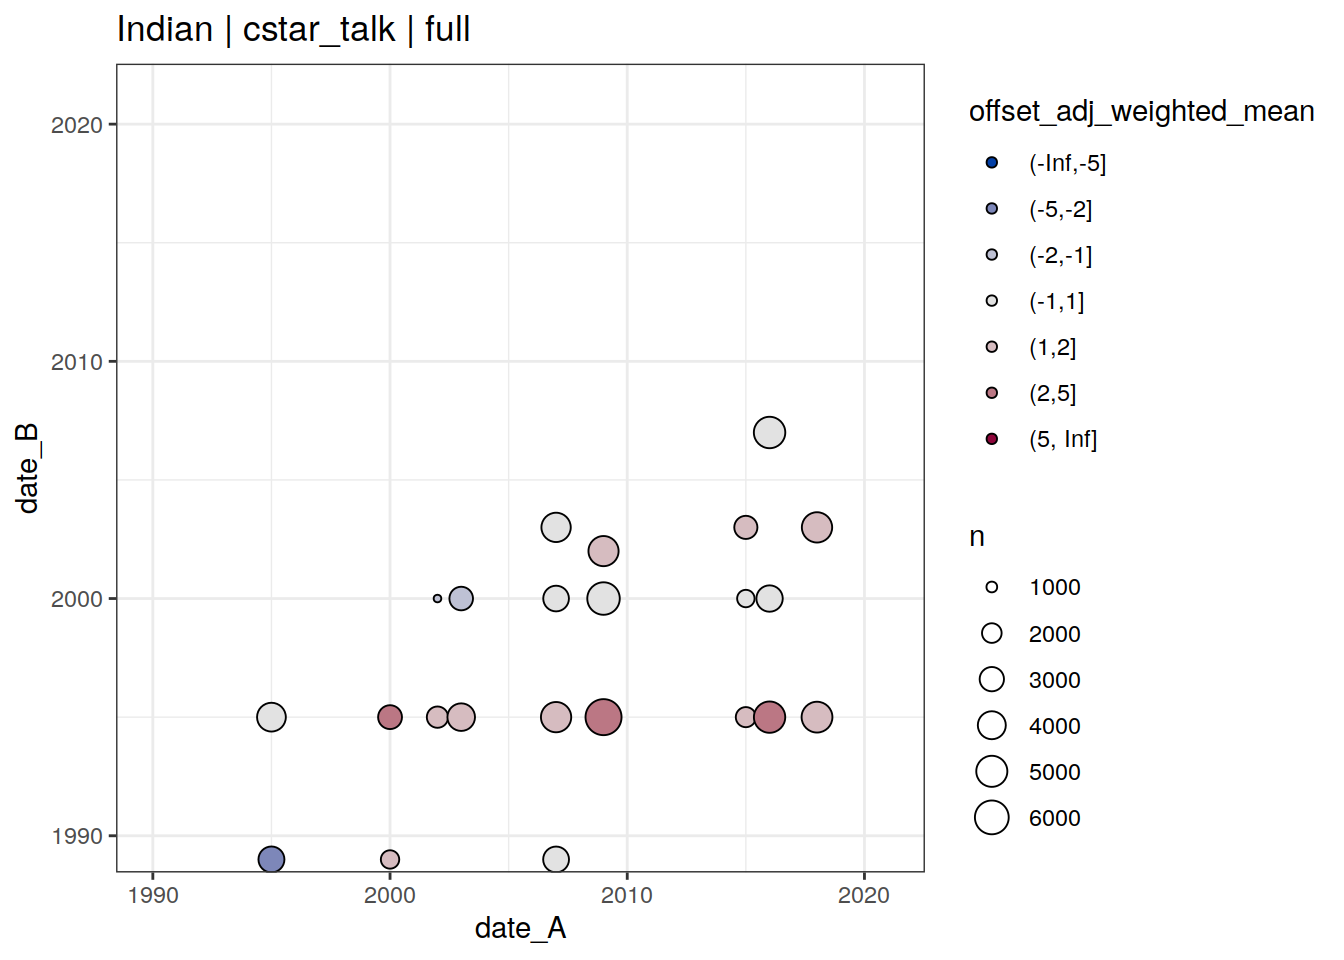 Indian | cstar_talk | full
2020
2010
2000
1990
date_B
1990
2000
2010
2020
date_A
offset_adj_weighted_mean
(-Inf,-5]
(-5,-2]
(-2,-1]
(-1,1]
(1,2]
(2,5]
(5, Inf]
n
1000
2000
3000
4000
5000
6000